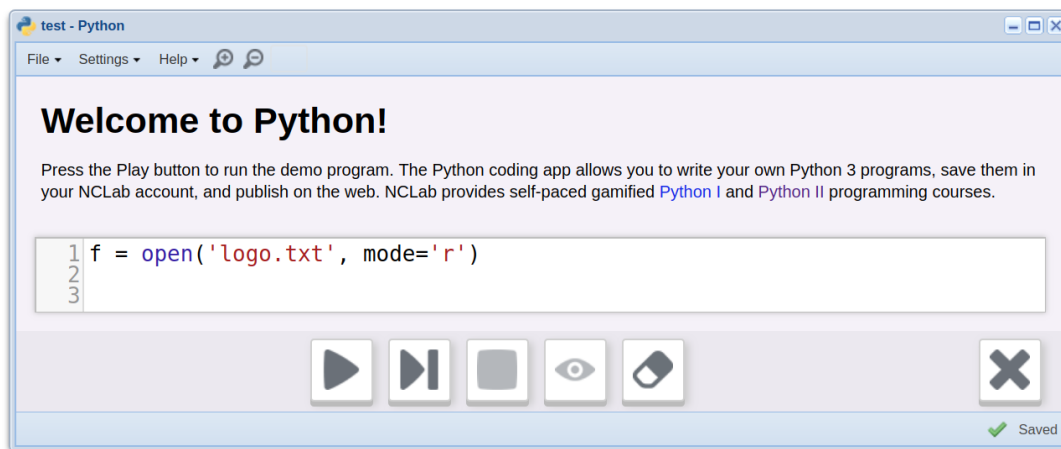 test - Python
File Settings Help
Welcome to Python!
Press the Play button to run the demo program. The Python coding app allows you to write your own Python 3 programs, save them in
your NCLab account, and publish on the web. NCLab provides self-paced gamified Python I and Python II programming courses.
1 f = open('logo.txt', mode='r')
2
3
Saved